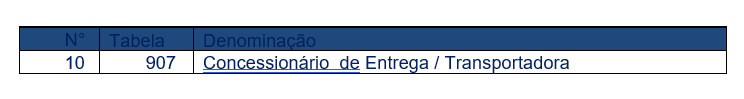 N° Tabela Denominação
10 907 Concessionário de Entrega / Transportadora